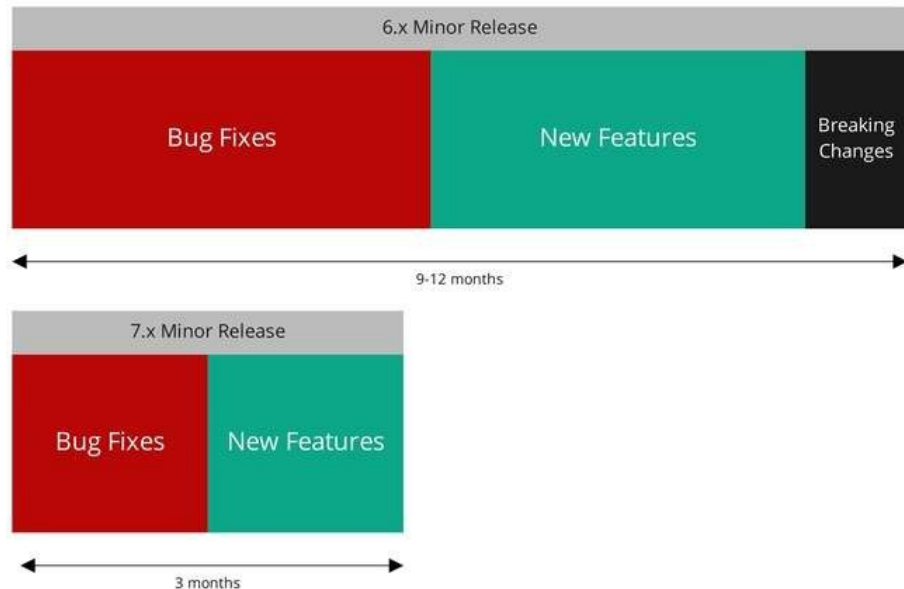 6.x Minor Release
Bug Fixes
New Features
Breaking
Changes
9-12 months
7.x Minor Release
Bug Fixes
New Features
3 months